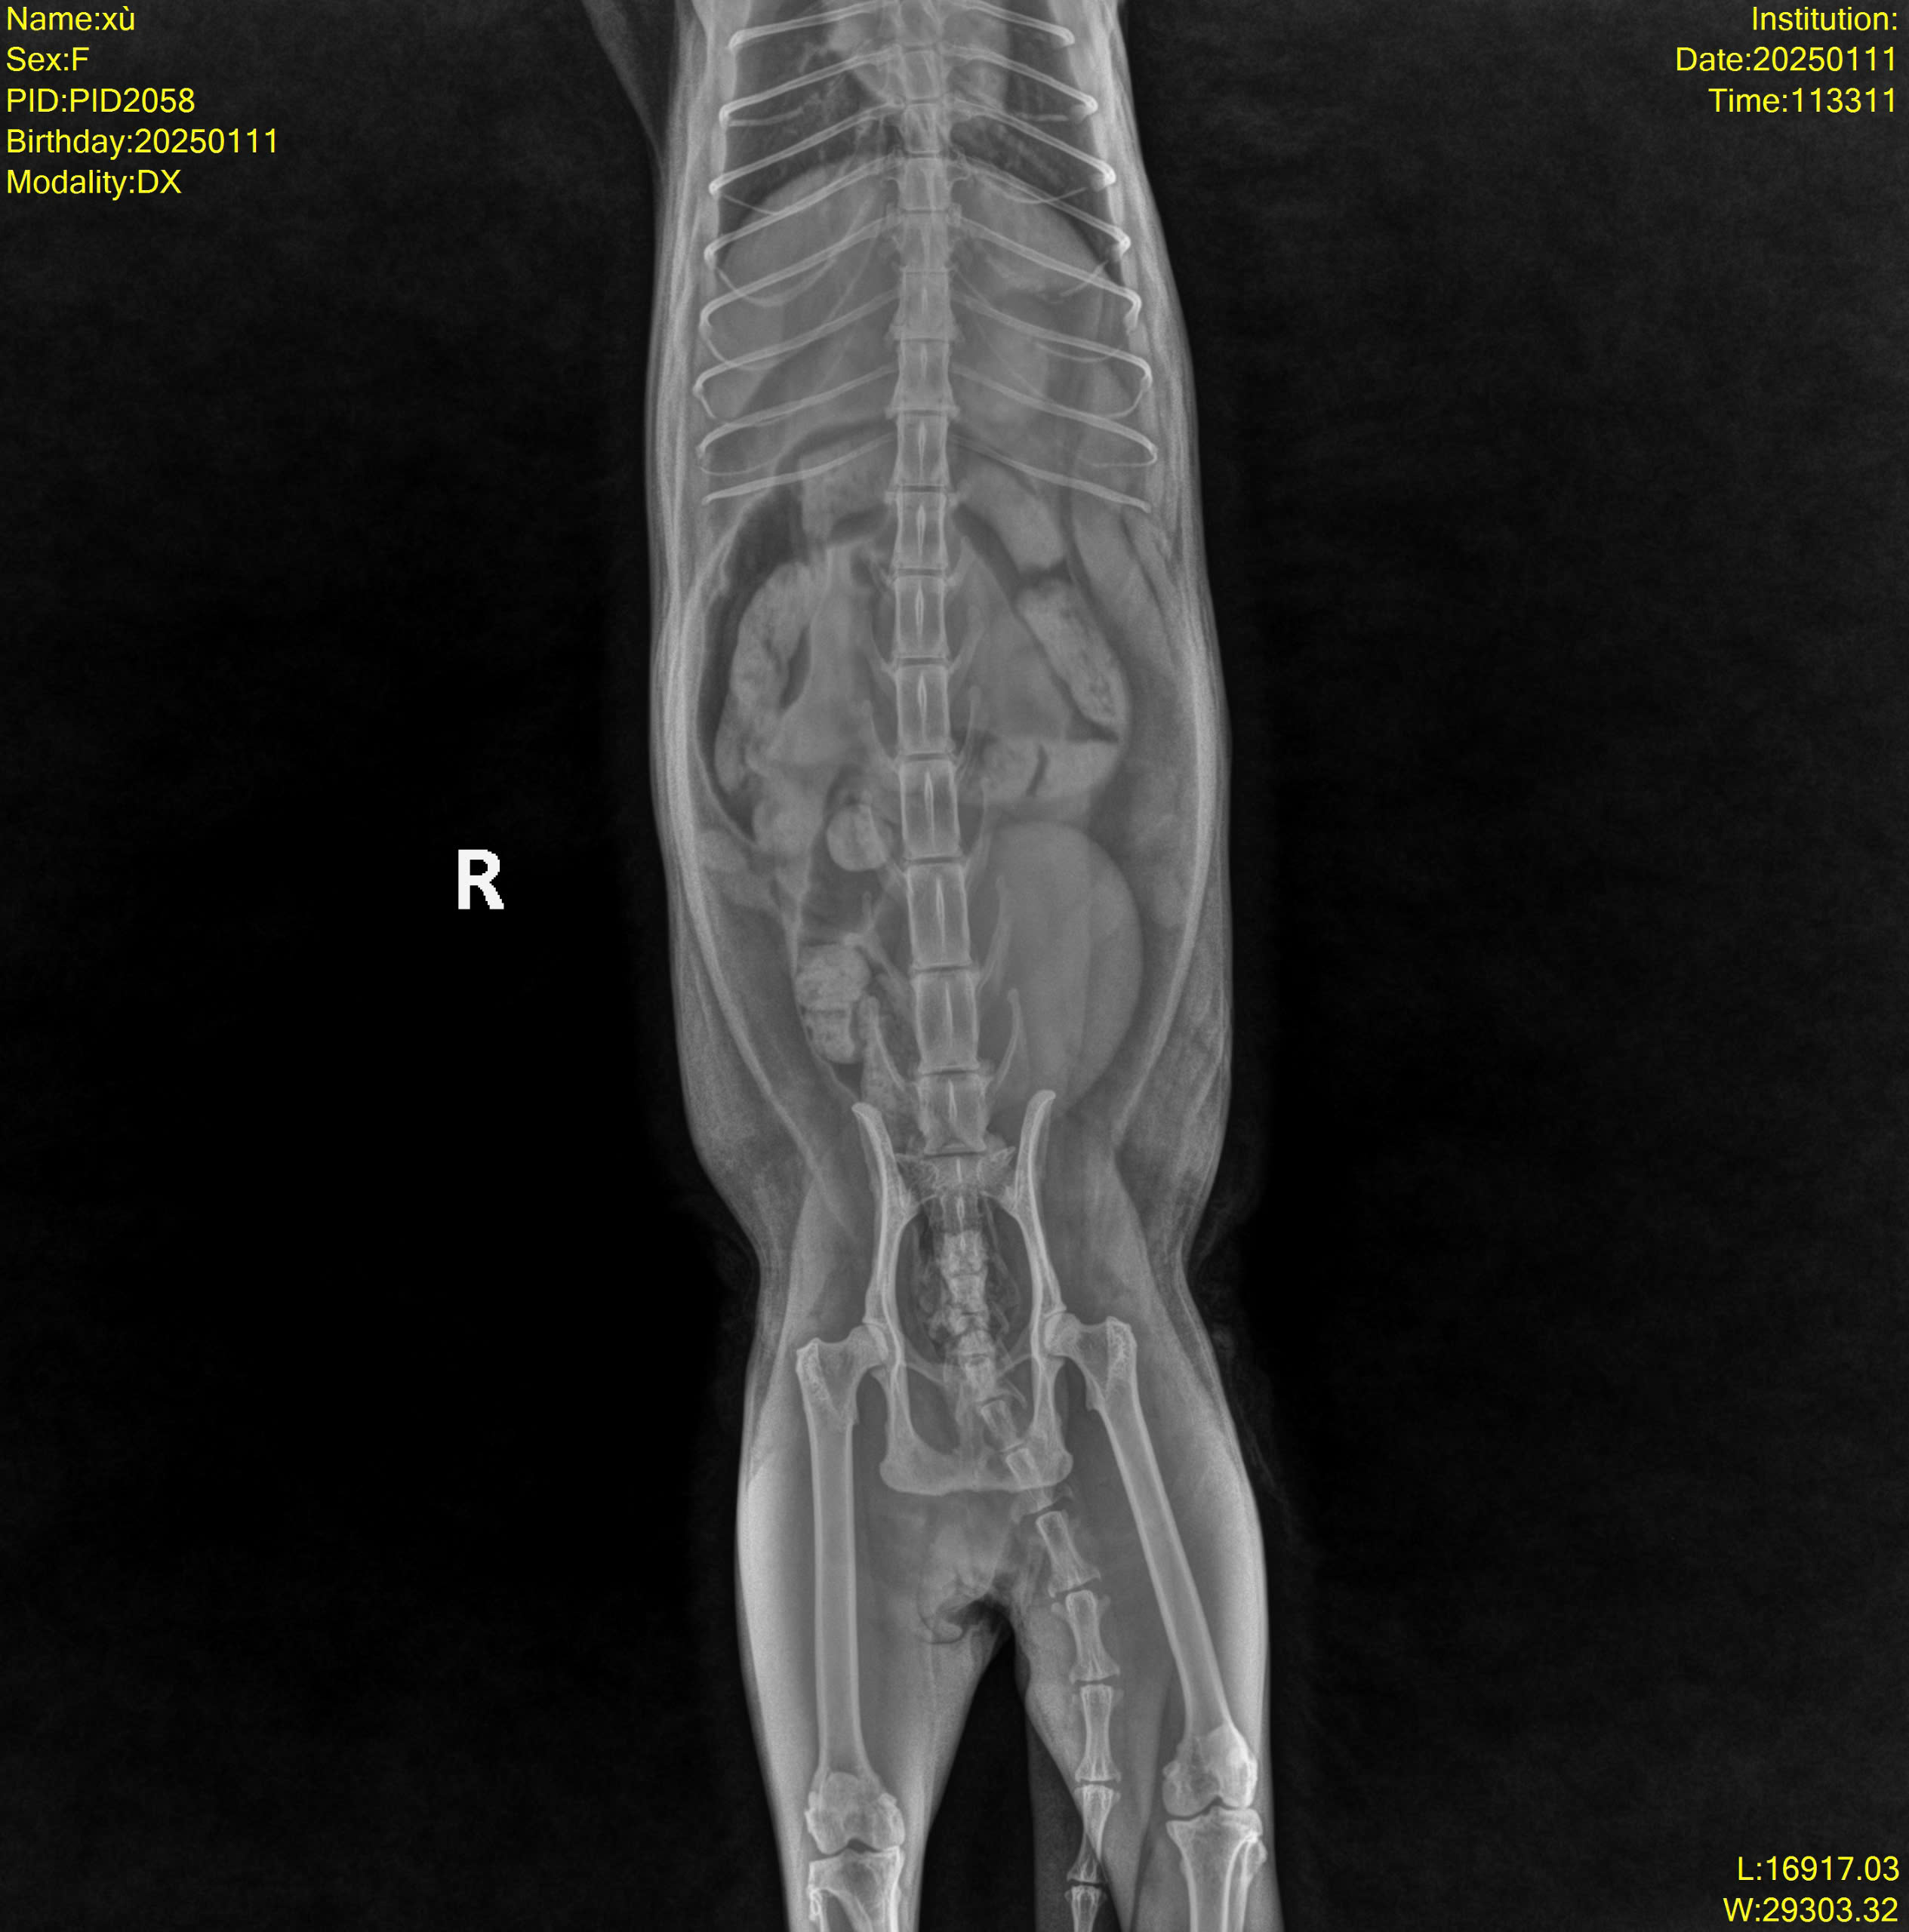 Name:xù
Sex:F
PID:PID2058
Birthday:20250111
Modality:DX
Institution:
Date:20250111
Time:113311
R
L:16917.03
W:29303.32